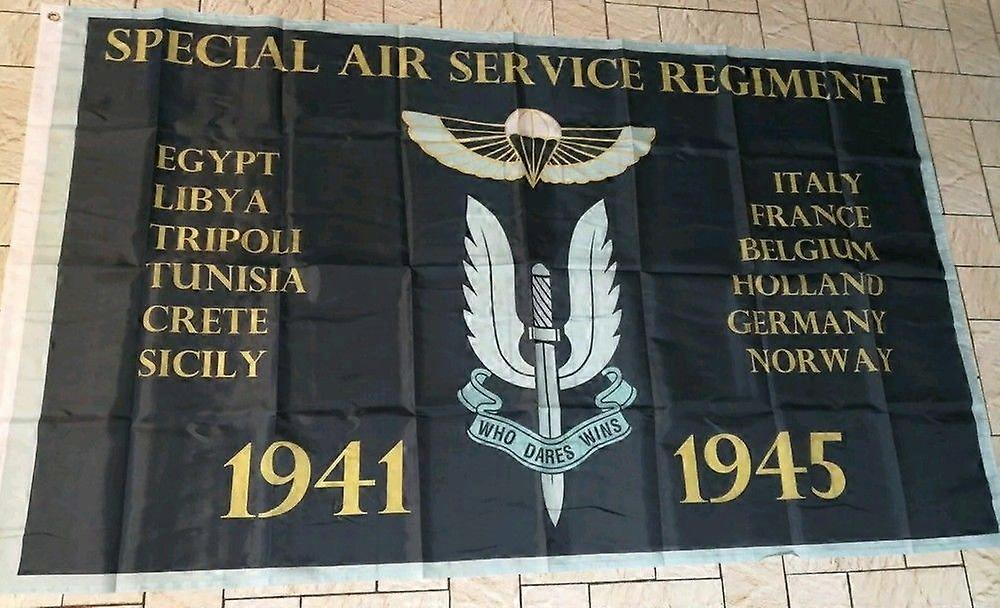 SPECIAL AIR SERVICE REGIMENT
EGYPT
LIBYA
TRIPOLI
TUNISIA
CRETE
SICILY
ITALY
FRANCE
BELGIUM
HOLLAND
GERMANY
NORWAY
WHO DARES WINS
1941
1945